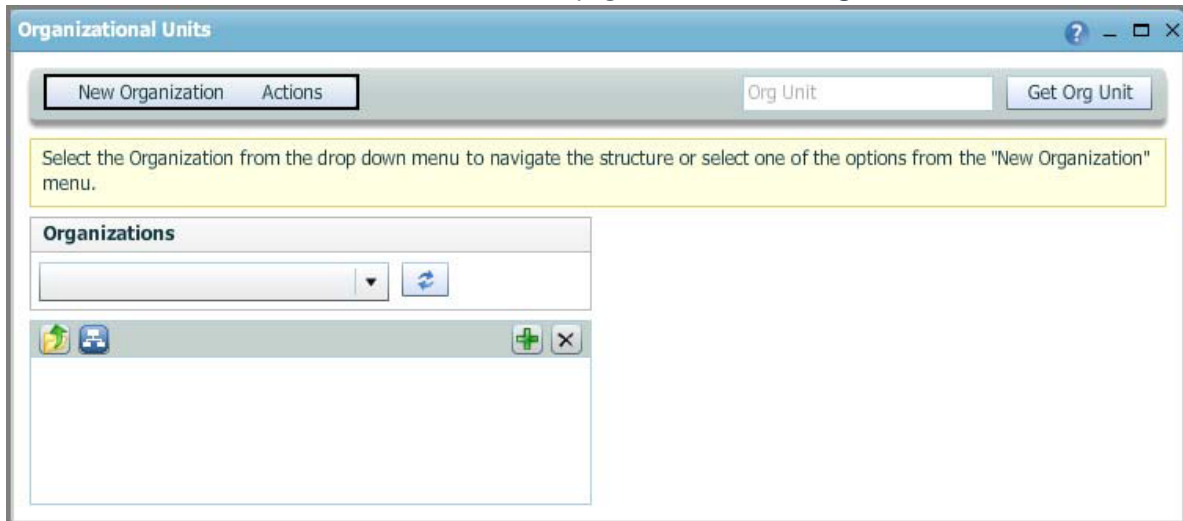 Organizational Units
New Organization Actions
Org Unit
Get Org Unit
Select the Organization from the drop down menu to navigate the structure or select one of the options from the "New Organization"
menu.
Organizations